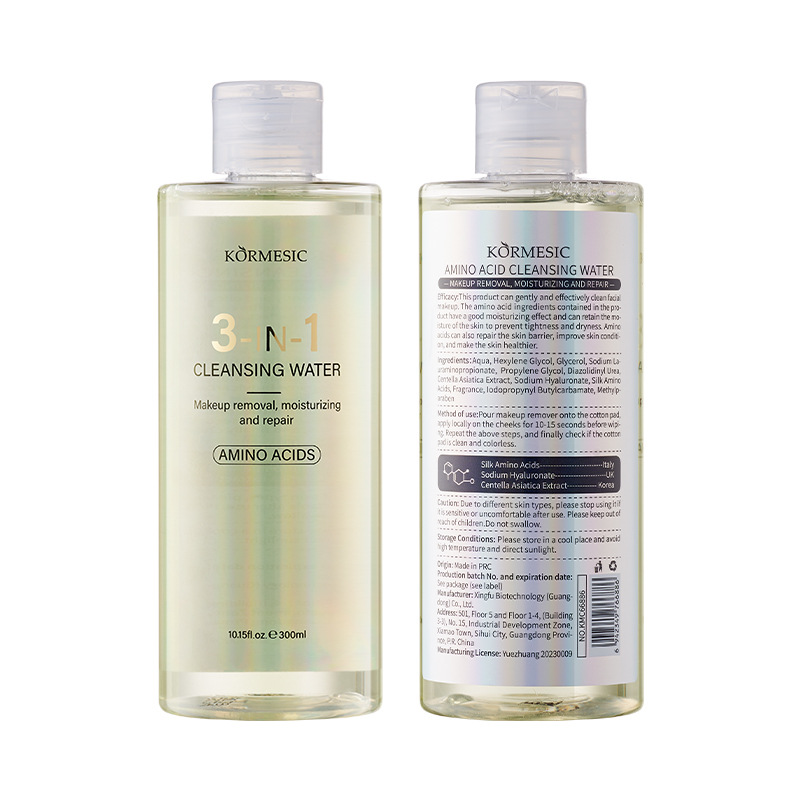 KÒRMESIC
3-IN-1
CLEANSING WATER
Makeup removal, moisturizing
and repair
AMINO ACIDS
10.15fl.oz. ℮ 300ml
KÒRMESIC
AMINO ACID CLEANSING WATER
— MAKEUP REMOVAL, MOISTURIZING AND REPAIR —
Efficacy:This product can gently and effectively clean facial
makeup. The amino acid ingredients contained in the pro-
duct have a good moisturizing effect and can retain the mo-
isture of the skin to prevent tightness and dryness. Amino
acids can also repair the skin barrier, improve skin conditi-
on, and make the skin healthier.
Ingredients:Aqua, Hexylene Glycol, Glycerol, Sodium La-
uraminopropionate, Propylene Glycol, Diazolidinyl Urea,
Centella Asiatica Extract, Sodium Hyaluronate, Silk Amino
Acids, Fragrance, Iodopropynyl Butylcarbamate, Methylp-
araben
Method of use:Pour makeup remover onto the cotton pad,
apply locally on the cheeks for 10-15 seconds before wipi-
ng. Repeat the above steps, and finally check if the cotton
pad is clean and colorless.
Silk Amino Acids------------------Italy
Sodium Hyaluronate---------------UK
Centella Asiatica Extract---------- Korea
Caution: Due to different skin types, please stop using it if
it is sensitive or uncomfortable after use. Please keep out of
reach of children.Do not swallow.
Storage Conditions: Please store in a cool place and avoid
high temperature and direct sunlight.
Origin: Made in PRC
Production batch No. and expiration date:
See package (see label)
Manufacturer: Xingfu Biotechnology (Guang-
dong) Co., Ltd.
Address: 501, Floor 5 and Floor 1-4, (Building
S-3), No. 15, Industrial Development Zone,
Xiamao Town, Sihui City, Guangdong Provi-
nce, P.R. China
Manufacturing License: Yuezhuang 20230009
NO.KMC66886
6 942349 766886